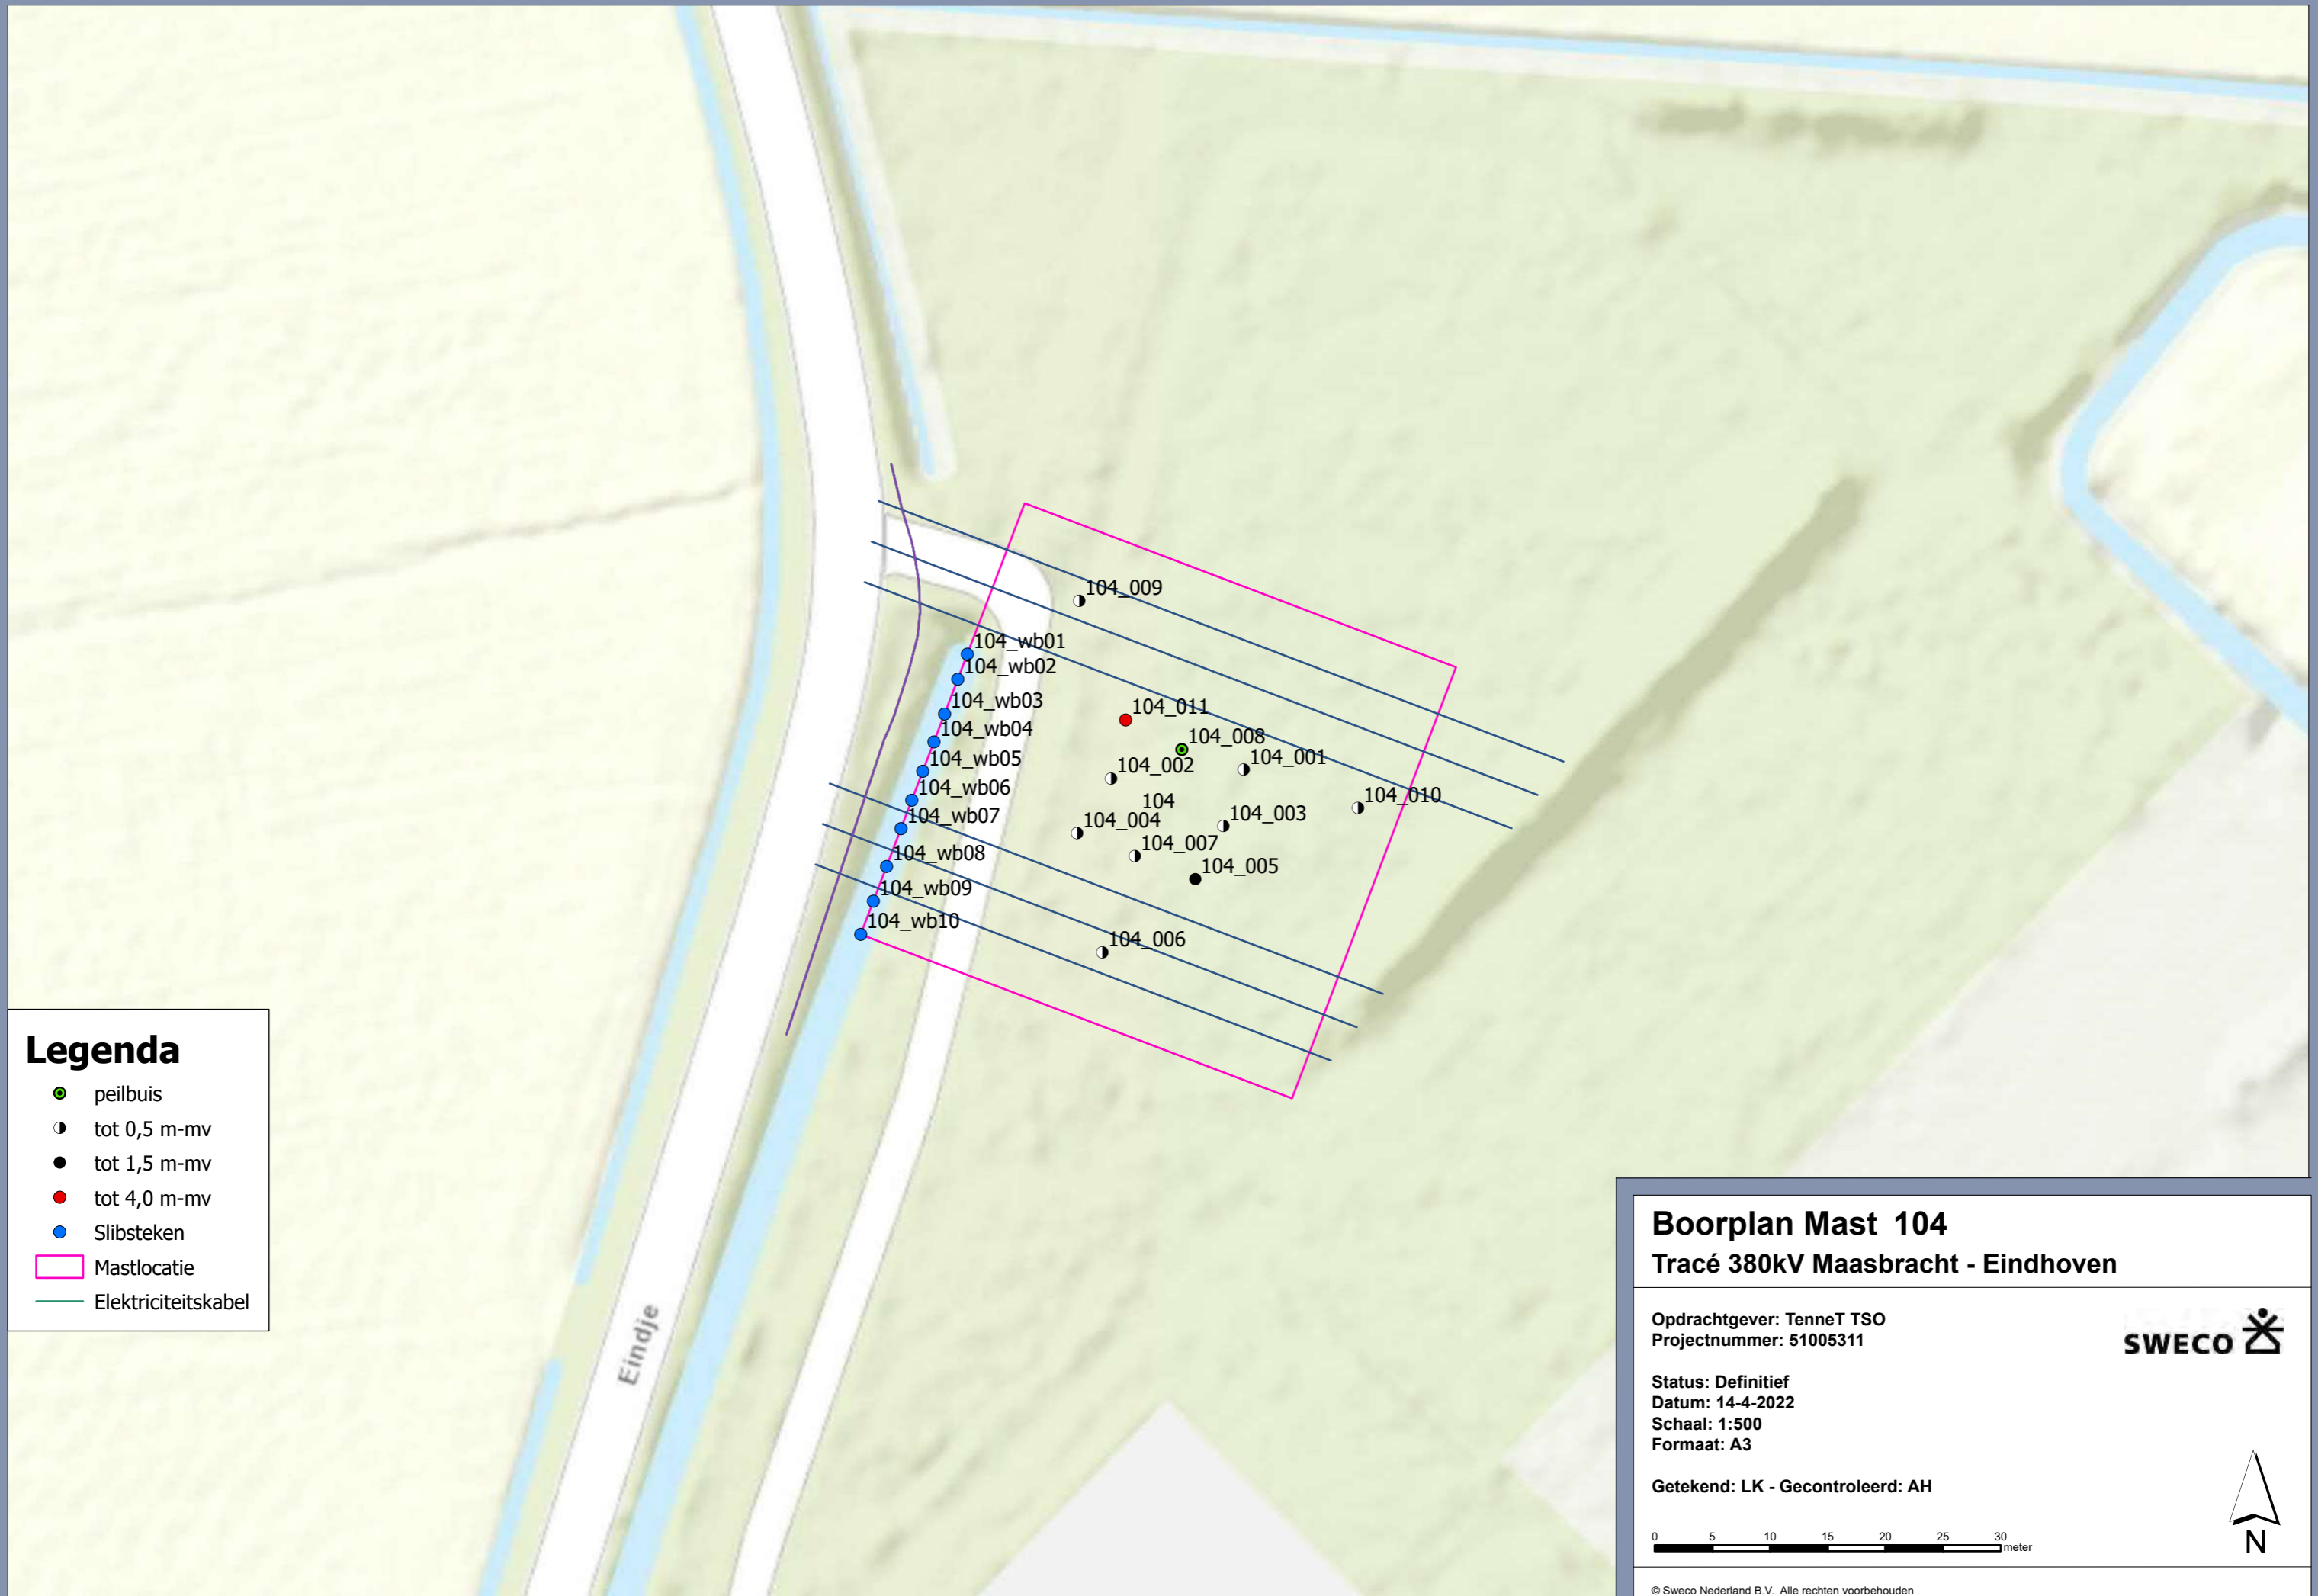 104_009
104_wb01
104_wb02
104_wb03
104_011
104_wb04
104_008
104_wb05
104_001
104_002
104_wb06
104_010
104
104_wb07
104_004
104_003
104_007
104_wb08
104_005
104_wb09
104_wb10
104_006
Eindje
Legenda
peilbuis
tot 0,5 m-mv
tot 1,5 m-mv
tot 4,0 m-mv
Slibsteken
Mastlocatie
Elektriciteitskabel
Boorplan Mast 104
Tracé 380kV Maasbracht - Eindhoven
Opdrachtgever: TenneT TSO
Projectnummer: 51005311
SWECO
Status: Definitief
Datum: 14-4-2022
Schaal: 1:500
Formaat: A3
Getekend: LK - Gecontroleerd: AH
0 5 10 15 20 25 30
meter
N
© Sweco Nederland B.V. Alle rechten voorbehouden